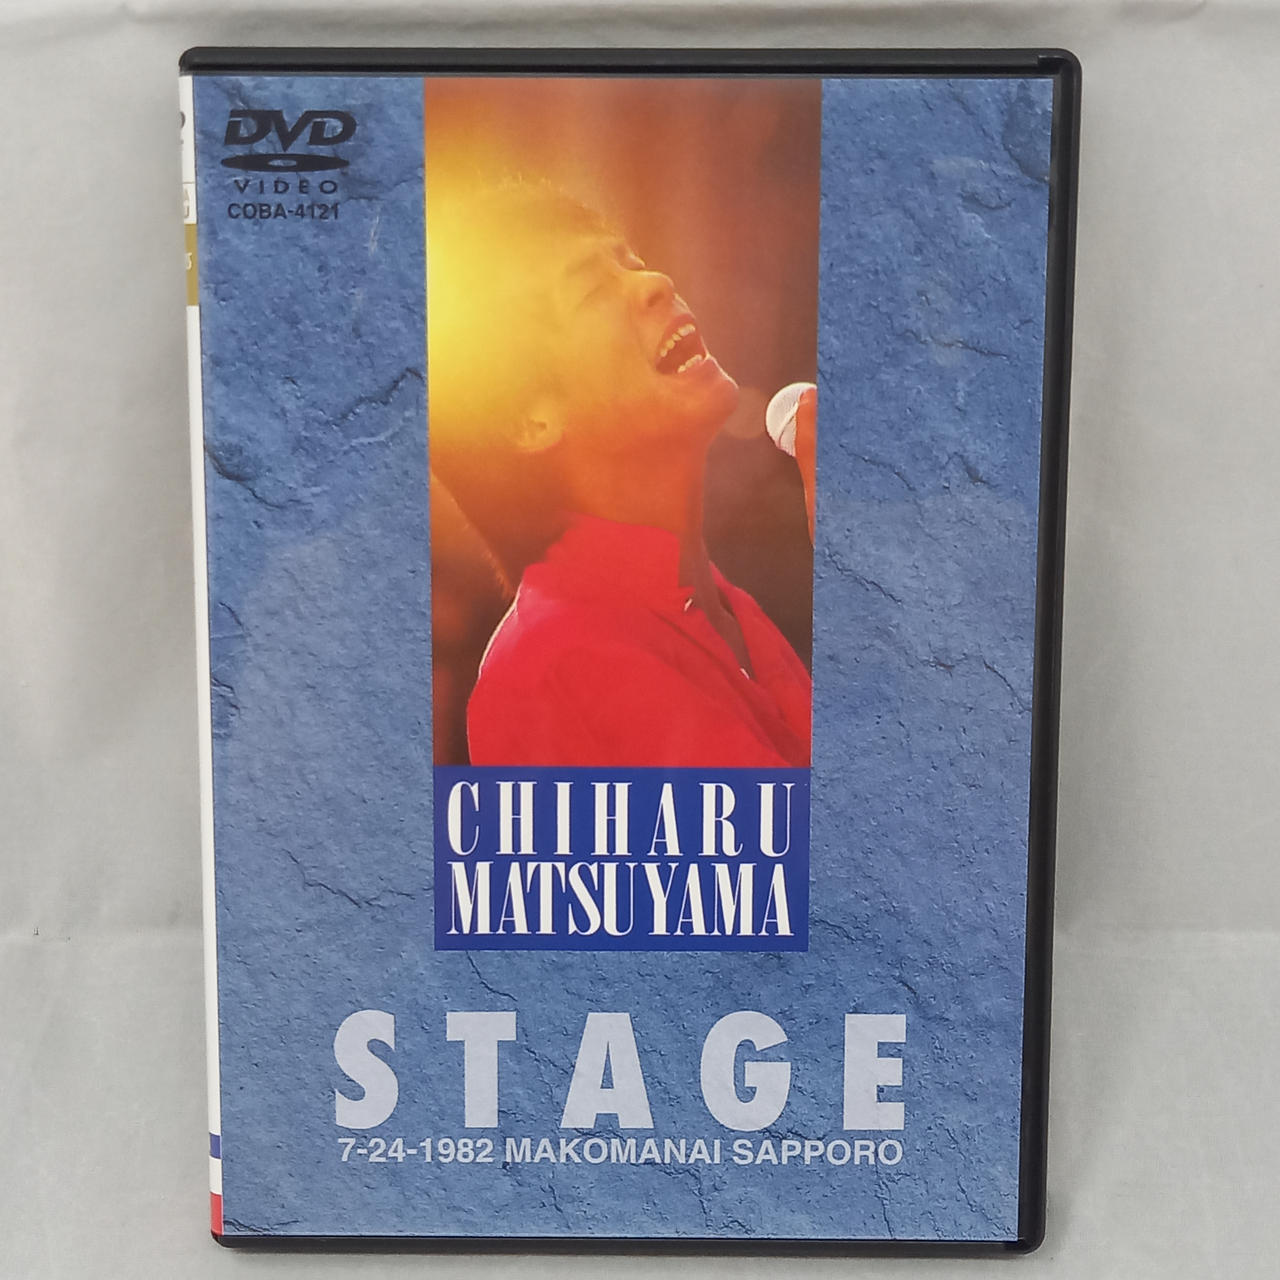 DVD
VIDEO
COBA-4121
CHIHARU
MATSUYAMA
STAGE
7-24-1982 MAKOMANAI SAPPORO